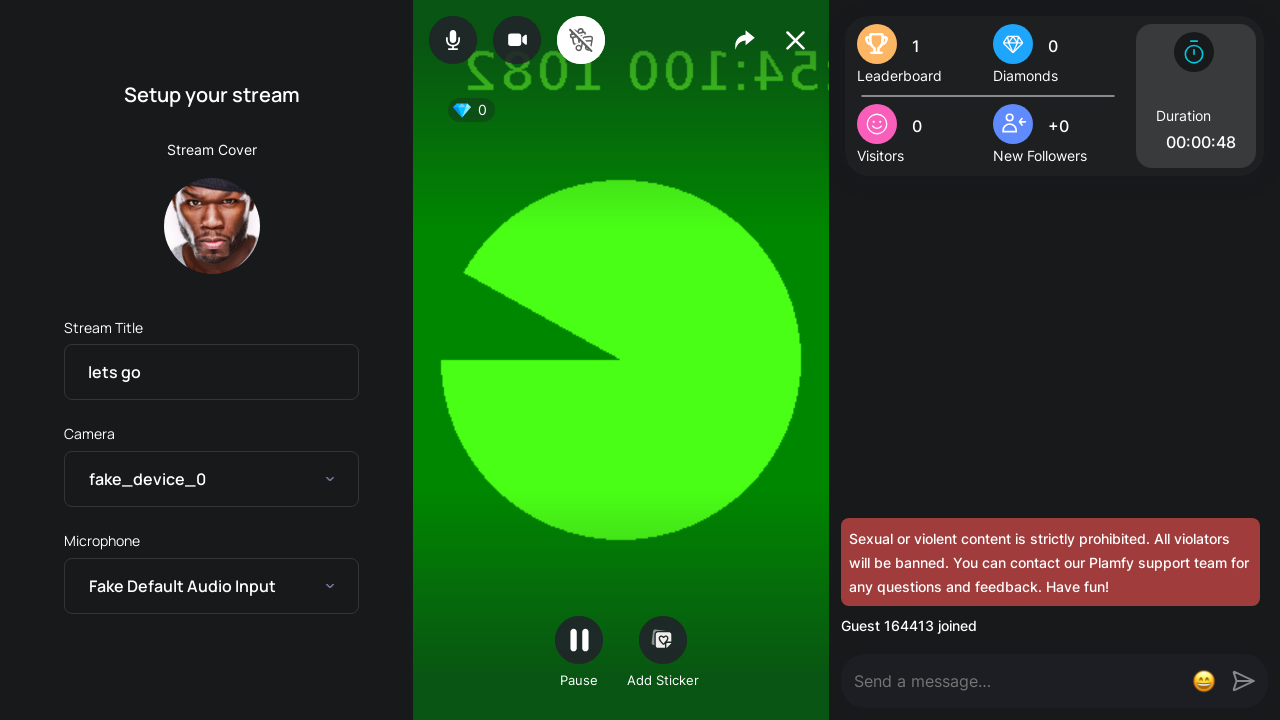 Setup your stream
Stream Cover
Stream Title
lets go
Camera
fake_device_0
Microphone
Fake Default Audio Input
:54:100 1082
0
Pause
Add Sticker
1
Leaderboard
0
Diamonds
0
Visitors
+0
New Followers
Duration
00:00:48
Sexual or violent content is strictly prohibited. All violators
will be banned. You can contact our Plamfy support team for
any questions and feedback. Have fun!
Guest 164413 joined
Send a message...